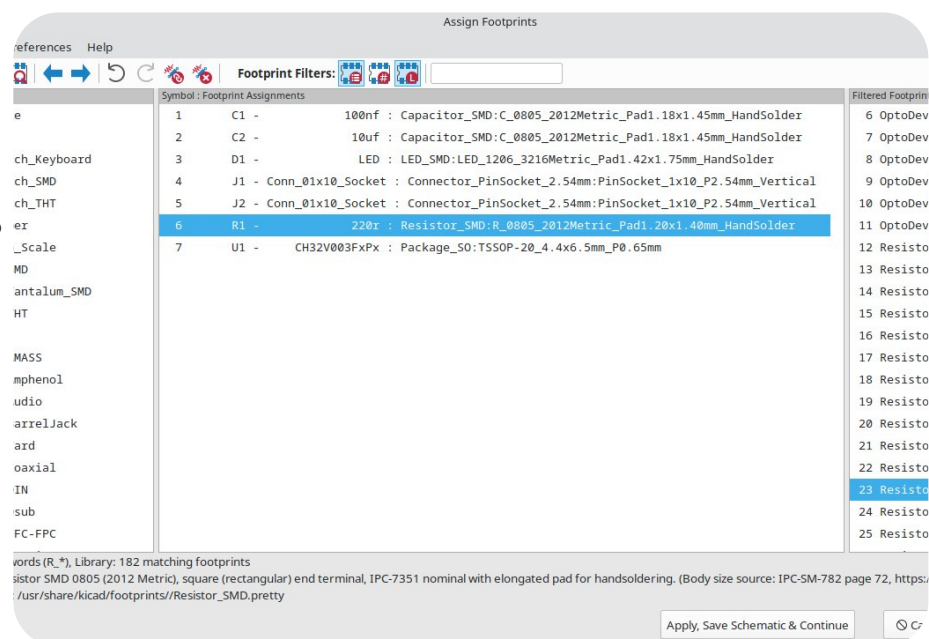 Assign Footprints
references Help
Footprint Filters:
Symbol : Footprint Assignments
Filtered Footprin
1 C1 - 100nf : Capacitor_SMD:C_0805_2012Metric_Pad1.18x1.45mm_HandSolder
2 C2 - 10uf : Capacitor_SMD:C_0805_2012Metric_Pad1.18x1.45mm_HandSolder
3 D1 - LED : LED_SMD:LED_1206_3216Metric_Pad1.42x1.75mm_HandSolder
4 J1 - Conn_01x10_Socket : Connector_PinSocket_2.54mm:PinSocket_1x10_P2.54mm_Vertical
5 J2 - Conn_01x10_Socket : Connector_PinSocket_2.54mm:PinSocket_1x10_P2.54mm_Vertical
6 R1 - 220r : Resistor_SMD:R_0805_2012Metric_Pad1.20x1.40mm_HandSolder
7 U1 - CH32V003FxPx : Package_SO:TSSOP-20_4.4x6.5mm_P0.65mm
e
ch_Keyboard
ch_SMD
ch_THT
er
_Scale
MD
antalum_SMD
HT
MASS
mphenol
udio
arrelJack
ard
oaxial
IN
sub
FC-FPC
6 OptoDev
7 OptoDev
8 OptoDev
9 OptoDev
10 OptoDev
11 OptoDev
12 Resisto
13 Resisto
14 Resisto
15 Resisto
16 Resisto
17 Resisto
18 Resisto
19 Resisto
20 Resisto
21 Resisto
22 Resisto
23 Resisto
24 Resisto
25 Resisto
words (R_*), Library: 182 matching footprints
sistor SMD 0805 (2012 Metric), square (rectangular) end terminal, IPC-7351 nominal with elongated pad for handsoldering. (Body size source: IPC-SM-782 page 72, https:/
: /usr/share/kicad/footprints//Resistor_SMD.pretty
Apply, Save Schematic & Continue